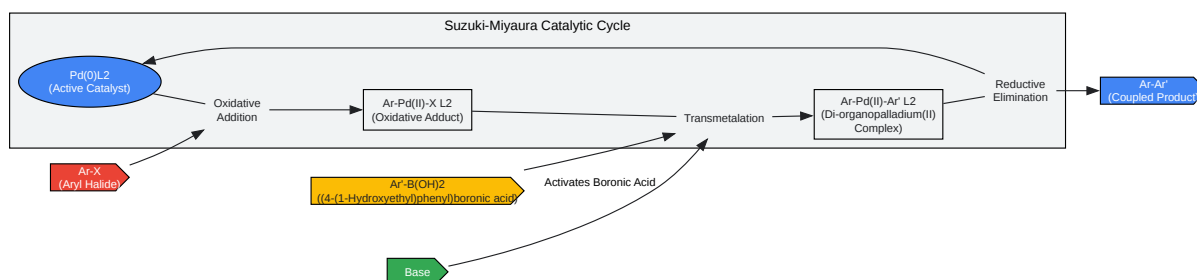 Suzuki-Miyaura Catalytic Cycle
Pd(0)L2
(Active Catalyst)
Oxidative
Addition
Ar-Pd(II)-X L2
(Oxidative Adduct)
Transmetalation
Ar-Pd(II)-Ar' L2
(Di-organopalladium(II)
Complex)
Reductive
Elimination
Ar-Ar'
(Coupled Product)
Ar-X
(Aryl Halide)
Ar'-B(OH)2
((4-(1-Hydroxyethyl)phenyl)boronic acid)
Activates Boronic Acid
Base